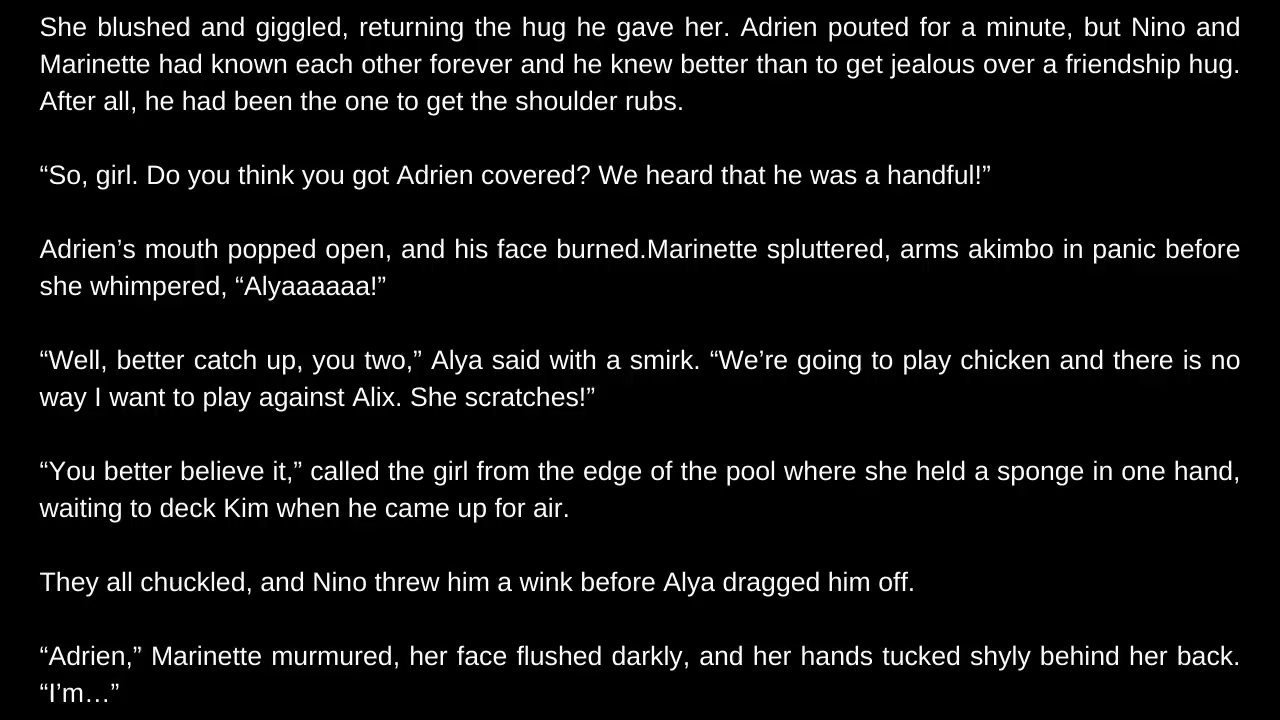 She blushed and giggled, returning the hug he gave her. Adrien pouted for a minute, but Nino and
Marinette had known each other forever and he knew better than to get jealous over a friendship hug.
After all, he had been the one to get the shoulder rubs.
“So, girl. Do you think you got Adrien covered? We heard that he was a handful!”
Adrien’s mouth popped open, and his face burned.Marinette spluttered, arms akimbo in panic before
she whimpered, “Alyaaaaaa!”
“Well, better catch up, you two,” Alya said with a smirk. “We’re going to play chicken and there is no
way I want to play against Alix. She scratches!”
“You better believe it,” called the girl from the edge of the pool where she held a sponge in one hand,
waiting to deck Kim when he came up for air.
They all chuckled, and Nino threw him a wink before Alya dragged him off.
“Adrien,” Marinette murmured, her face flushed darkly, and her hands tucked shyly behind her back.
“I’m…”